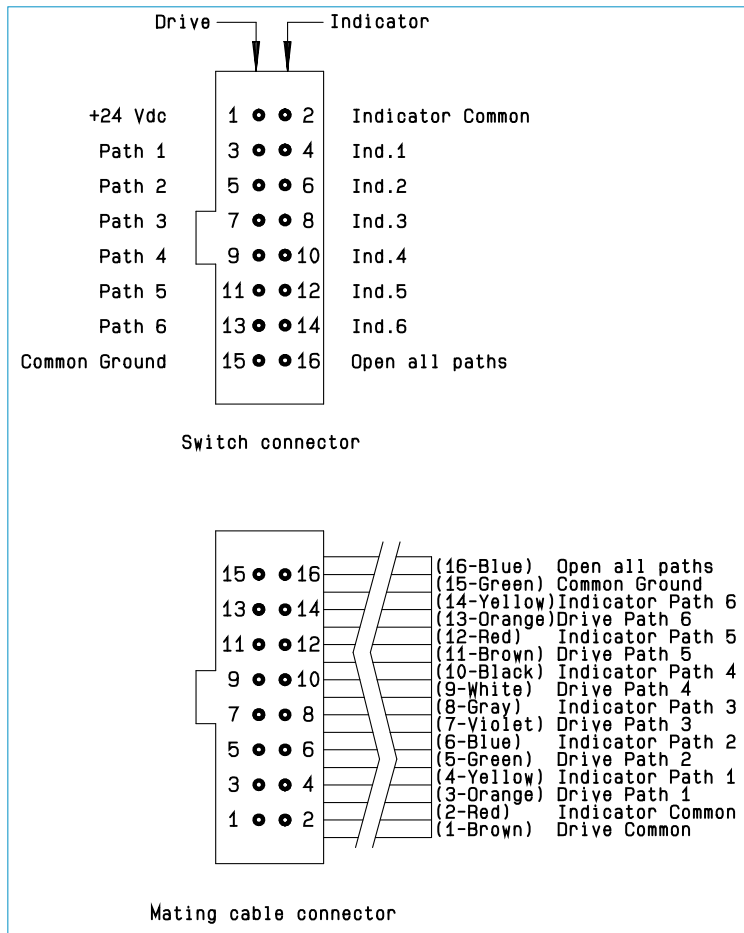 Drive Indicator
+24 Vdc 1 2 Indicator Common
Path 1 3 4 Ind.1
Path 2 5 6 Ind.2
Path 3 7 8 Ind.3
Path 4 9 10 Ind.4
Path 5 11 12 Ind.5
Path 6 13 14 Ind.6
Common Ground 15 16 Open all paths
Switch connector
15 16
13 14
11 12
9 10
7 8
5 6
3 4
1 2
(16-Blue) Open all paths
(15-Green) Common Ground
(14-Yellow) Indicator Path 6
(13-Orange) Drive Path 6
(12-Red) Indicator Path 5
(11-Brown) Drive Path 5
(10-Black) Indicator Path 4
(9-White) Drive Path 4
(8-Gray) Indicator Path 3
(7-Violet) Drive Path 3
(6-Blue) Indicator Path 2
(5-Green) Drive Path 2
(4-Yellow) Indicator Path 1
(3-Orange) Drive Path 1
(2-Red) Indicator Common
(1-Brown) Drive Common
Mating cable connector